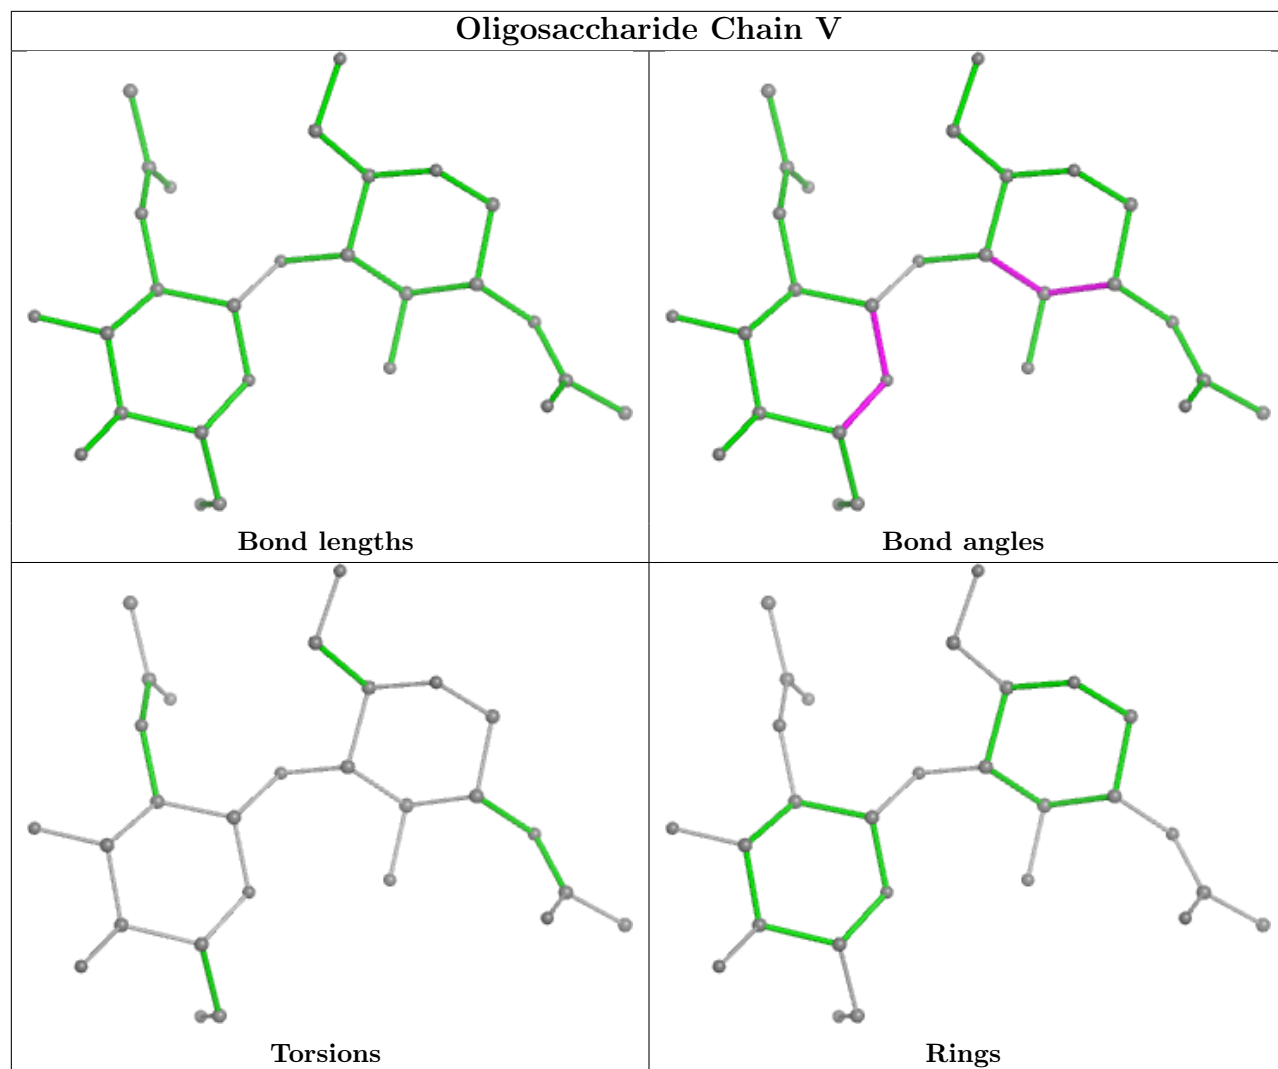 Oligosaccharide Chain V
Bond lengths
Bond angles
Torsions
Rings